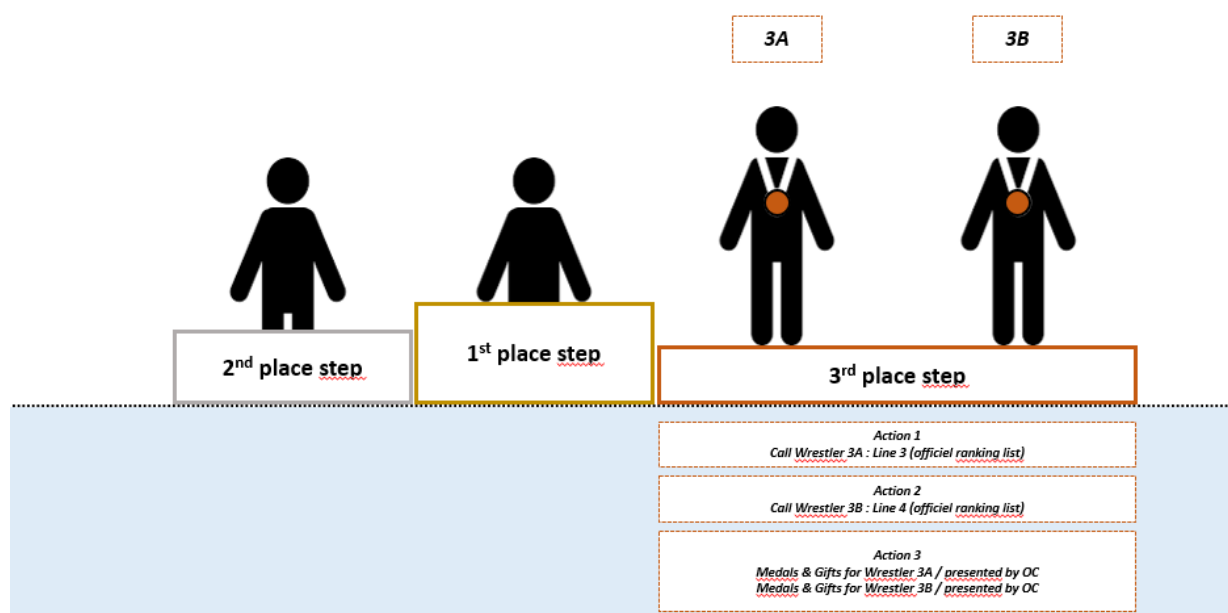 3A
3B
2nd place step
1st place step
3rd place step
Action 1
Call Wrestler 3A : Line 3 (officiel ranking list)
Action 2
Call Wrestler 3B : Line 4 (officiel ranking list)
Action 3
Medals & Gifts for Wrestler 3A / presented by OC
Medals & Gifts for Wrestler 3B / presented by OC